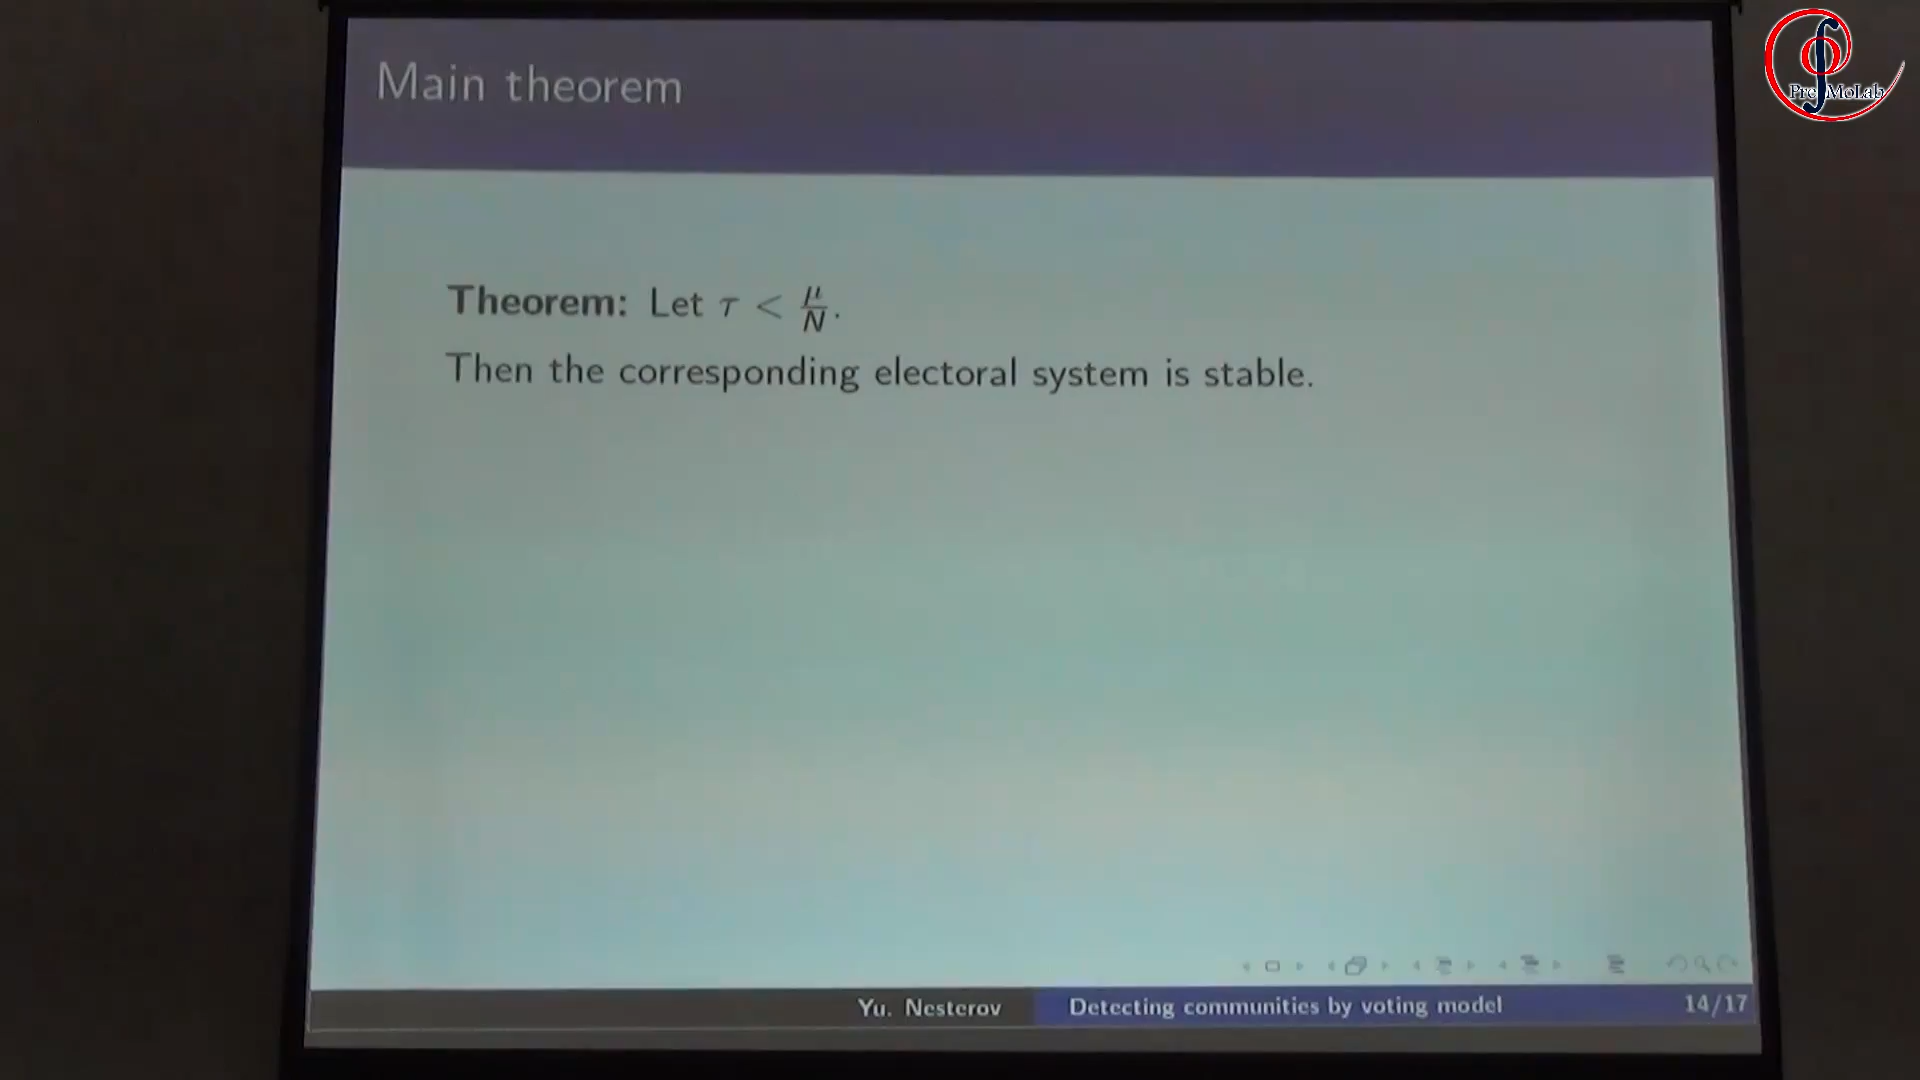 PreMoLab
Main theorem
Theorem: Let τ < μ/N.
Then the corresponding electoral system is stable.
Yu. Nesterov Detecting communities by voting model 14/17